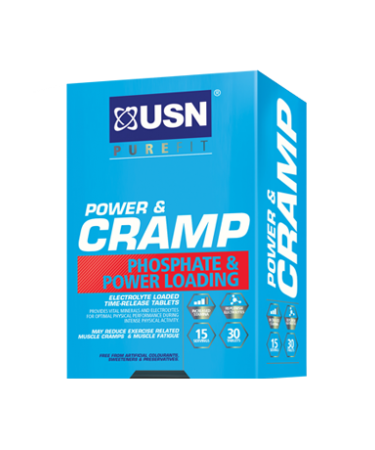 USN®
PUREFIT
POWER &
CRAMP
PHOSPHATE &
POWER LOADING
ELECTROLYTE LOADED
TIME-RELEASE TABLETS
PROVIDES VITAL MINERALS AND ELECTROLYTES
FOR OPTIMAL PHYSICAL PERFORMANCE DURING
INTENSE PHYSICAL ACTIVITY
MAY REDUCE EXERCISE RELATED
MUSCLE CRAMPS & MUSCLE FATIGUE
15
SERVINGS
30
TABLETS
FREE FROM ARTIFICIAL COLOURANTS,
SWEETENERS & PRESERVATIVES
POWER &
CRAMP
15
30